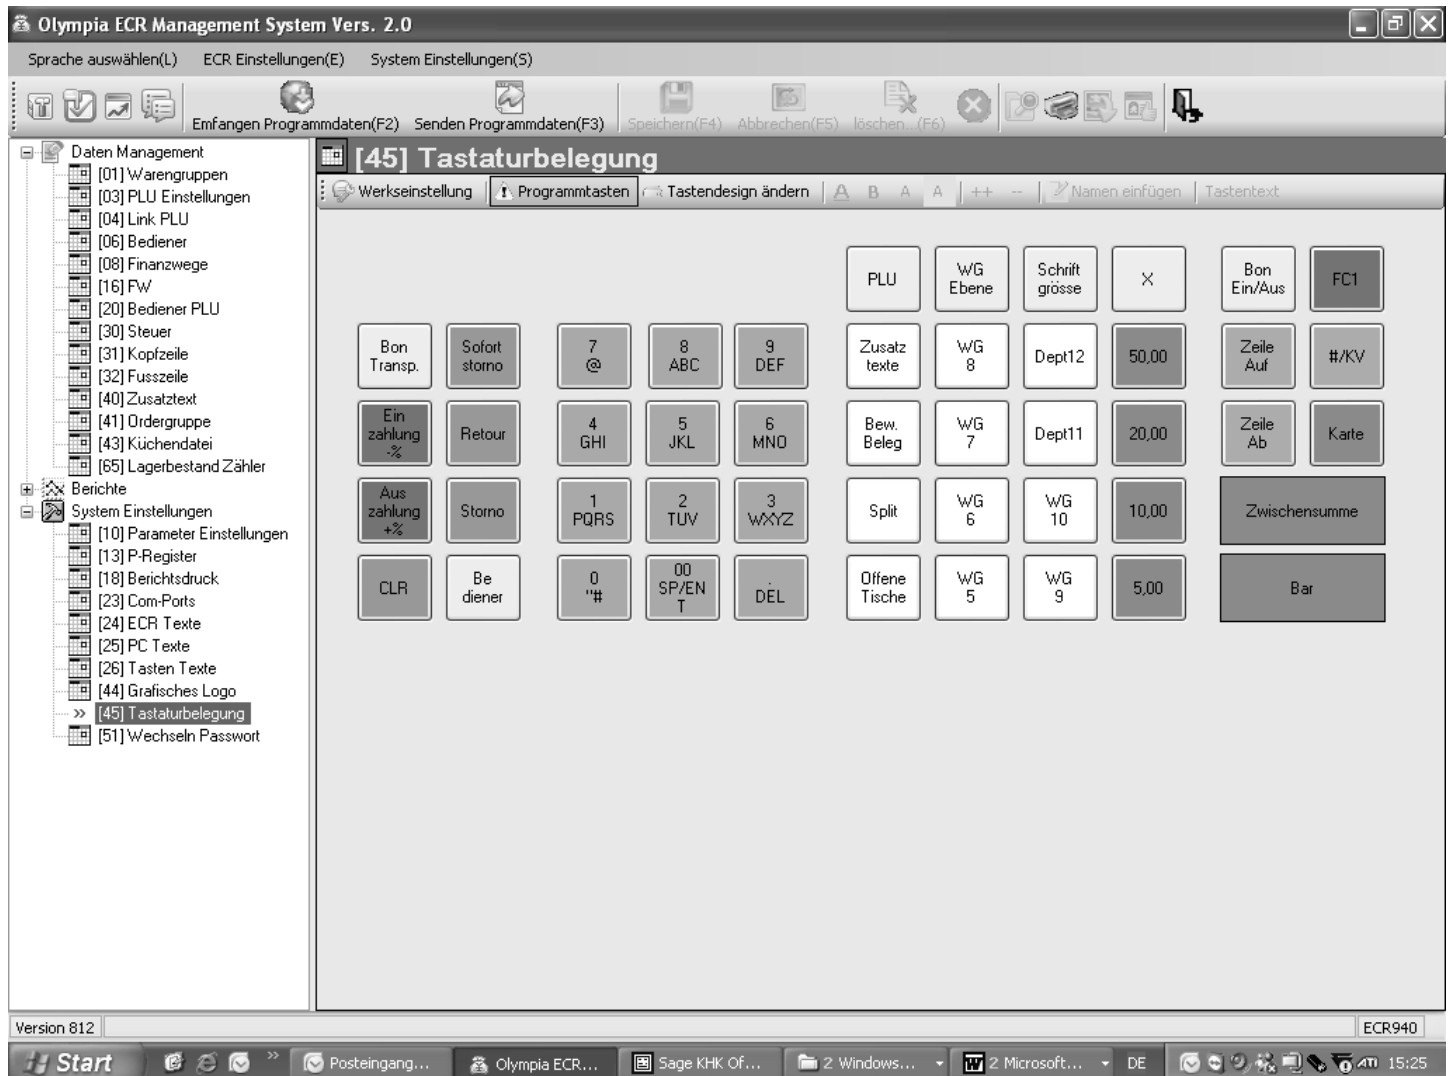 Olympia ECR Management System Vers. 2.0
Sprache auswählen(L) ECR Einstellungen(E) System Einstellungen(S)
Emfangen Programmdaten(F2) Senden Programmdaten(F3) Speichern(F4) Abbrechen(F5) löschen...(F6)
Daten Management
[01] Warengruppen
[03] PLU Einstellungen
[04] Link PLU
[06] Bediener
[08] Finanzwege
[16] FW
[20] Bediener PLU
[30] Steuer
[31] Kopfzeile
[32] Fusszeile
[40] Zusatztext
[41] Ordergruppe
[43] Küchendatei
[65] Lagerbestand Zähler
Berichte
System Einstellungen
[10] Parameter Einstellungen
[13] P-Register
[18] Berichtsdruck
[23] Com-Ports
[24] ECR Texte
[25] PC Texte
[26] Tasten Texte
[44] Grafisches Logo
[45] Tastaturbelegung
[51] Wechseln Passwort
[45] Tastaturbelegung
Werkseinstellung Programmtasten Tastendesign ändern A B A A ++ -- Namen einfügen Tastentext
PLU WG Schrift X Bon FC1
Ebene grösse Ein/Aus
Bon Sofort 7 8 9 Zusatz WG Dept12 50,00 Zeile #/KV
Transp. storno @ ABC DEF texte 8 Auf
Ein
zahlung Retour 4 5 6 Bew. WG Dept11 20,00 Zeile Karte
-% GHI JKL MNO Beleg 7 Ab
Aus
zahlung Storno 1 2 3 Split WG WG 10,00 Zwischensumme
+% PQRS TUV WXYZ 6 10
CLR Be 0 00 . Offene WG WG 5,00 Bar
diener "# SP/EN DEL Tische 5 9
T
Version 812 ECR940
Start Posteingang... Olympia ECR... Sage KHK Of... 2 Windows... 2 Microsoft... DE ATI 15:25